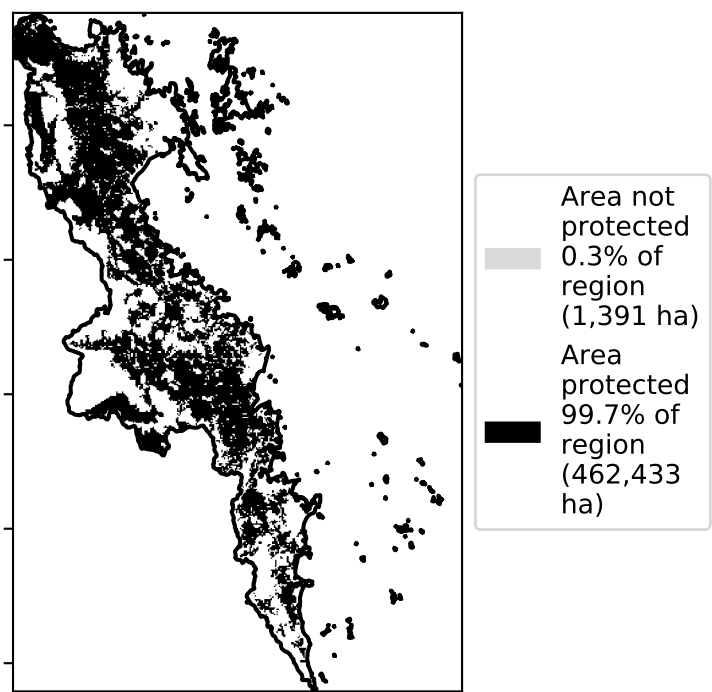 Area not
protected
0.3% of
region
(1,391 ha)
Area
protected
99.7% of
region
(462,433
ha)